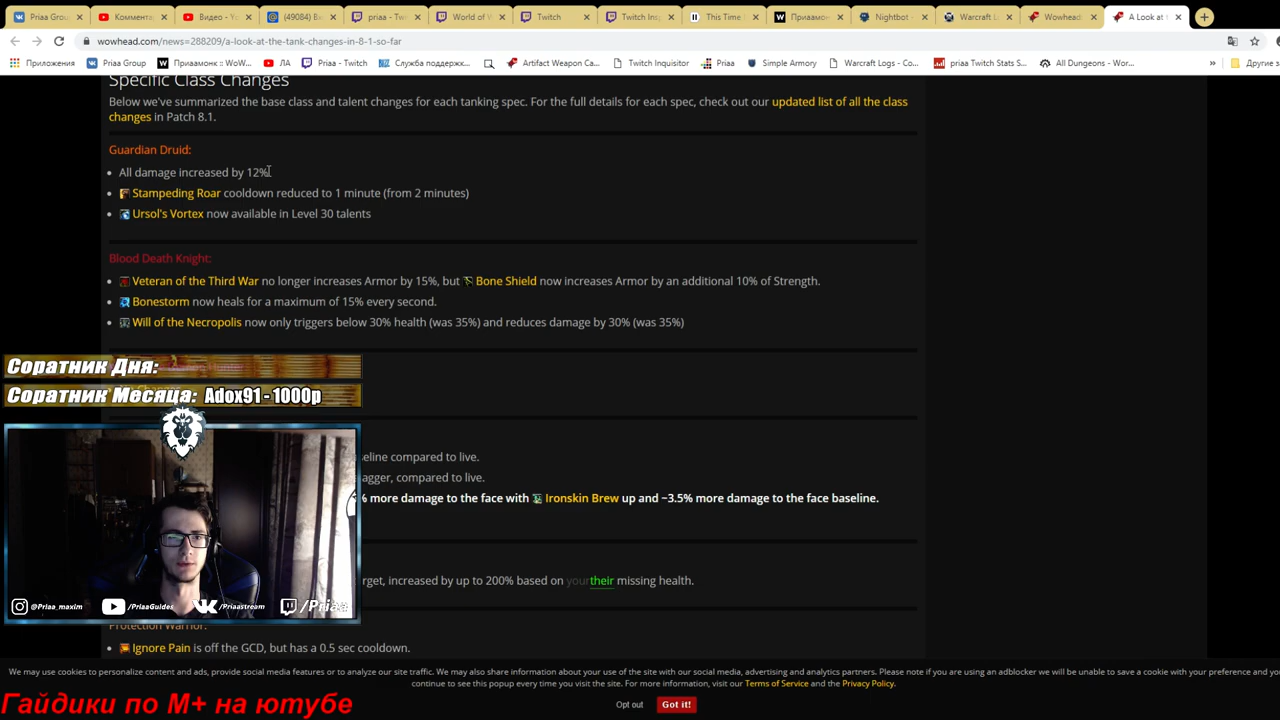 Priaa Grou
Коммента
Видео - Yo
(49084) Вх
priaa - Twi
World of W
Twitch
Twitch Insp
This Time
Приаамонк
Nightbot
Warcraft L
Wowhead
A Look at t
wowhead.com/news=288209/a-look-at-the-tank-changes-in-8-1-so-far
Приложения
Priaa Group
Приаамонк :: WoW...
ЛА
Priaa - Twitch
Служба поддержк...
Artifact Weapon Ca...
Twitch Inquisitor
Priaa
Simple Armory
Warcraft Logs - Co...
priaa Twitch Stats S...
All Dungeons - Wor...
»
Другие з
Specific Class Changes
Below we've summarized the base class and talent changes for each tanking spec. For the full details for each spec, check out our updated list of all the class
changes in Patch 8.1.
Guardian Druid:
• All damage increased by 12%.
• Stampeding Roar cooldown reduced to 1 minute (from 2 minutes)
• Ursol's Vortex now available in Level 30 talents
Blood Death Knight:
• Veteran of the Third War no longer increases Armor by 15%, but Bone Shield now increases Armor by an additional 10% of Strength.
• Bonestorm now heals for a maximum of 15% every second.
• Will of the Necropolis now only triggers below 30% health (was 35%) and reduces damage by 30% (was 35%)
Соратник Дня:
Соратник Месяца: Adox91 - 1000р
seline compared to live.
agger, compared to live.
% more damage to the face with Ironskin Brew up and ~3.5% more damage to the face baseline.
rget, increased by up to 200% based on yourtheir missing health.
@Priaa_maxim
/PriaaGuides
/Priaastream
/Priaa
Protection Warrior:
• Ignore Pain is off the GCD, but has a 0.5 sec cooldown.
We may use cookies to personalize content and ads, provide social media features or to analyze our site traffic. We may also share information about your use of the site with our social media, advertising and analytics partners. Please note if you are using an adblocker we will be unable to save a cookie with your preference and you
continue to see this popup every time you visit the site. For more information, visit our Terms of Service and the Privacy Policy.
Opt out
Got it!
Гайдики по М+ на ютубе